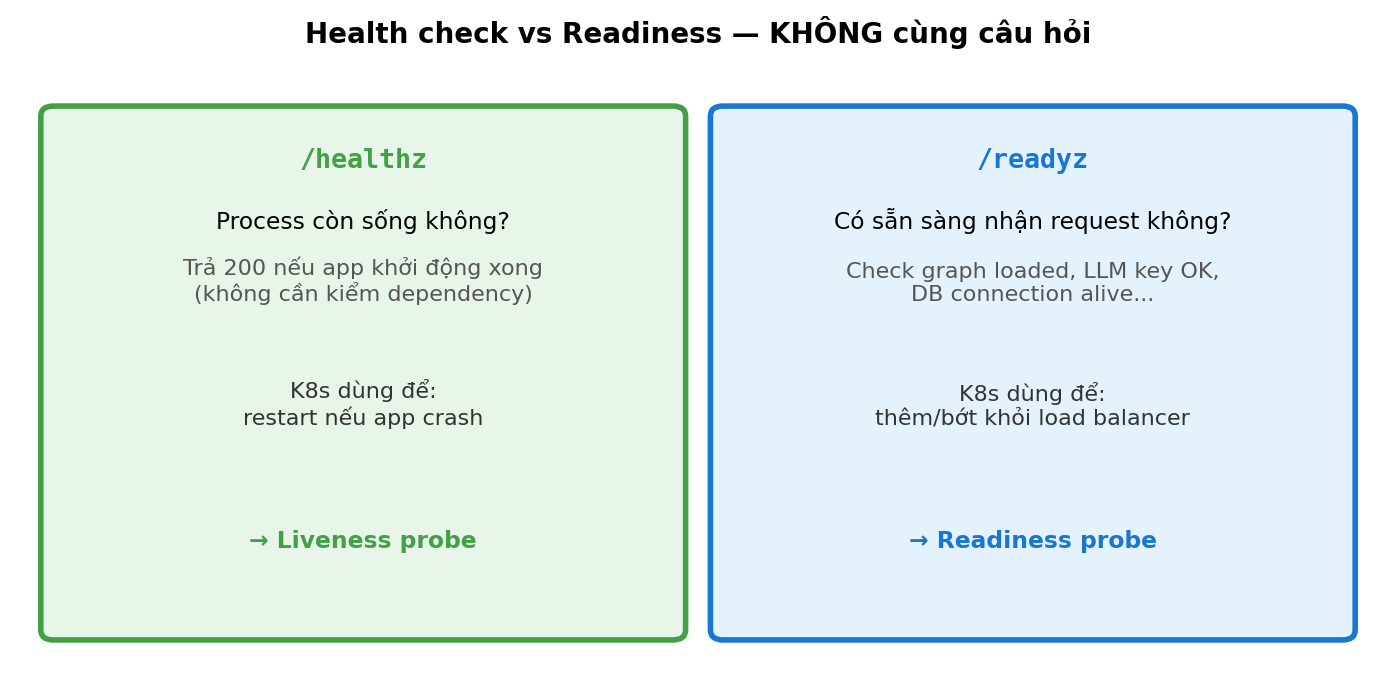 Health check vs Readiness — KHÔNG cùng câu hỏi
/healthz
Process còn sống không?
Trả 200 nếu app khởi động xong
(không cần kiểm dependency)
K8s dùng để:
restart nếu app crash
→ Liveness probe
/readyz
Có sẵn sàng nhận request không?
Check graph loaded, LLM key OK,
DB connection alive...
K8s dùng để:
thêm/bớt khỏi load balancer
→ Readiness probe